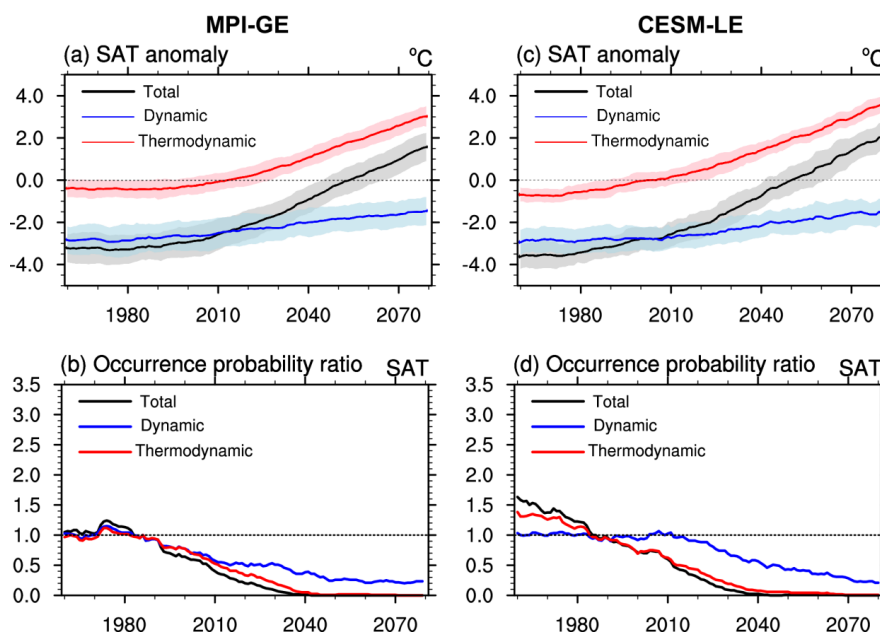 MPI-GE
CESM-LE
(a) SAT anomaly ºC
4.0
2.0
0.0
-2.0
-4.0
Total
Dynamic
Thermodynamic
1980 2010 2040 2070
(c) SAT anomaly ºC
4.0
2.0
0.0
-2.0
-4.0
Total
Dynamic
Thermodynamic
1980 2010 2040 2070
(b) Occurrence probability ratio SAT
3.5
3.0
2.5
2.0
1.5
1.0
0.5
0.0
Total
Dynamic
Thermodynamic
1980 2010 2040 2070
(d) Occurrence probability ratio SAT
3.5
3.0
2.5
2.0
1.5
1.0
0.5
0.0
Total
Dynamic
Thermodynamic
1980 2010 2040 2070